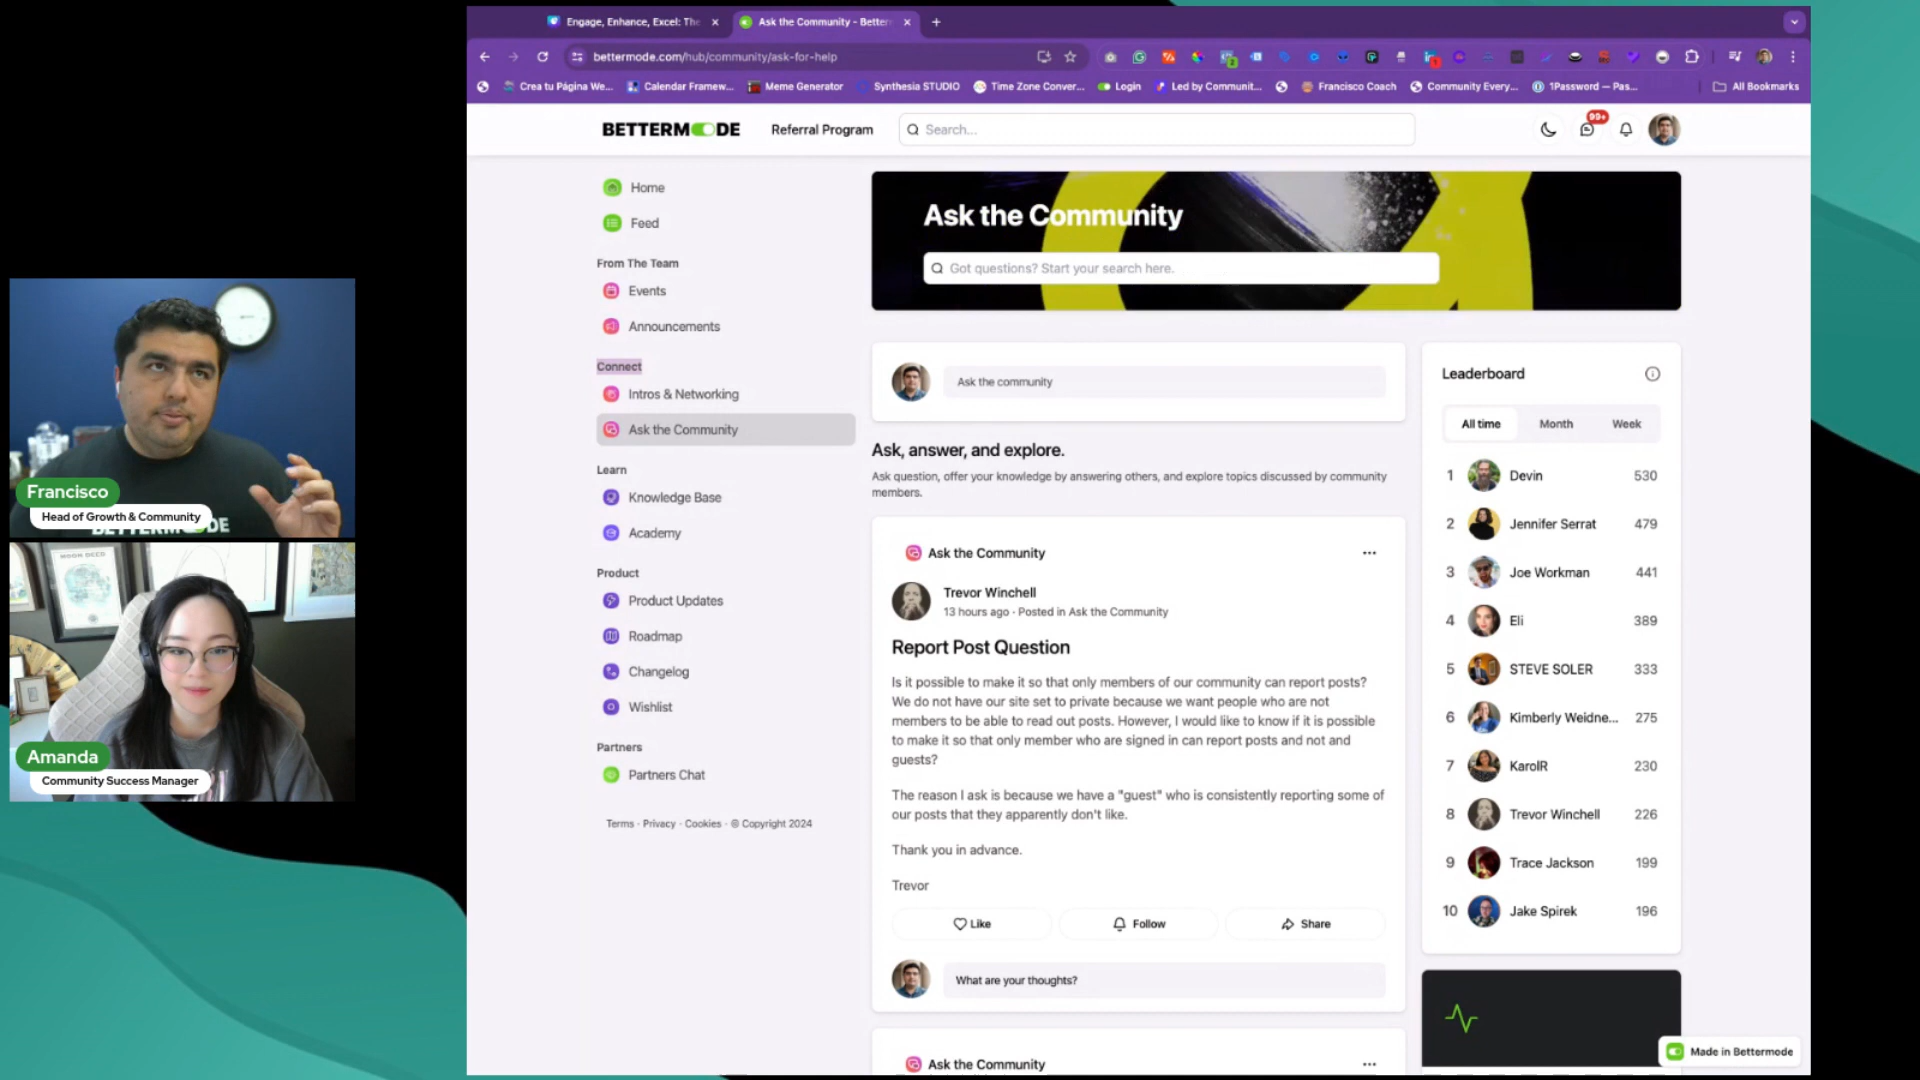 Engage, Enhance, Excel: The
Ask the Community - Better
bettermode.com/hub/community/ask-for-help
Crea tu Página We...
Calendar Framew...
Meme Generator
Synthesia STUDIO
Time Zone Conver...
Login
Led by Communit...
Francisco Coach
Community Every...
1Password — Pas...
All Bookmarks
BETTERMODE
Referral Program
Search...
99+
Home
Feed
From The Team
Events
Announcements
Connect
Intros & Networking
Ask the Community
Learn
Knowledge Base
Academy
Product
Product Updates
Roadmap
Changelog
Wishlist
Partners
Partners Chat
Terms · Privacy · Cookies · © Copyright 2024
Ask the Community
Got questions? Start your search here.
Ask the community
Ask, answer, and explore.
Ask question, offer your knowledge by answering others, and explore topics discussed by community
members.
Ask the Community
Trevor Winchell
13 hours ago · Posted in Ask the Community
Report Post Question
Is it possible to make it so that only members of our community can report posts?
We do not have our site set to private because we want people who are not
members to be able to read out posts. However, I would like to know if it is possible
to make it so that only member who are signed in can report posts and not and
guests?
The reason I ask is because we have a "guest" who is consistently reporting some of
our posts that they apparently don't like.
Thank you in advance.
Trevor
Like
Follow
Share
What are your thoughts?
Ask the Community
Leaderboard
All time
Month
Week
1 Devin 530
2 Jennifer Serrat 479
3 Joe Workman 441
4 Eli 389
5 STEVE SOLER 333
6 Kimberly Weidne... 275
7 KarolR 230
8 Trevor Winchell 226
9 Trace Jackson 199
10 Jake Spirek 196
Made in Bettermode
Francisco
Head of Growth & Community
MOON DEED
Amanda
Community Success Manager